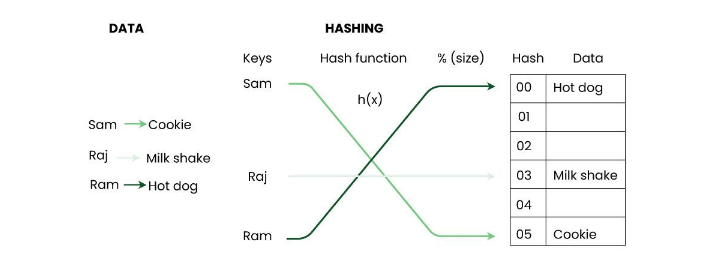 DATA
HASHING
Keys Hash function % (size) Hash Data
Sam
h(x)
00 Hot dog
01
Sam Cookie
02
Raj Milk shake
Raj
03 Milk shake
Ram Hot dog
04
Ram
05 Cookie